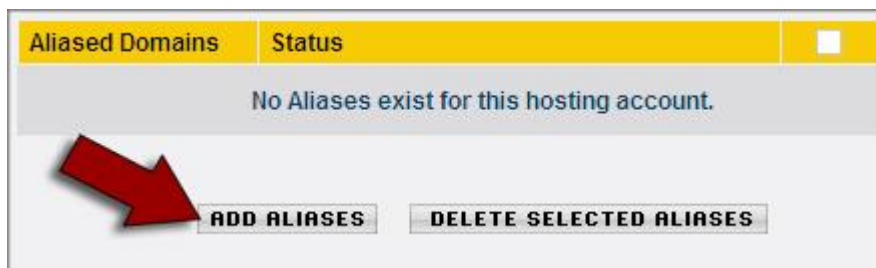 Aliased Domains Status
No Aliases exist for this hosting account.
ADD ALIASES DELETE SELECTED ALIASES